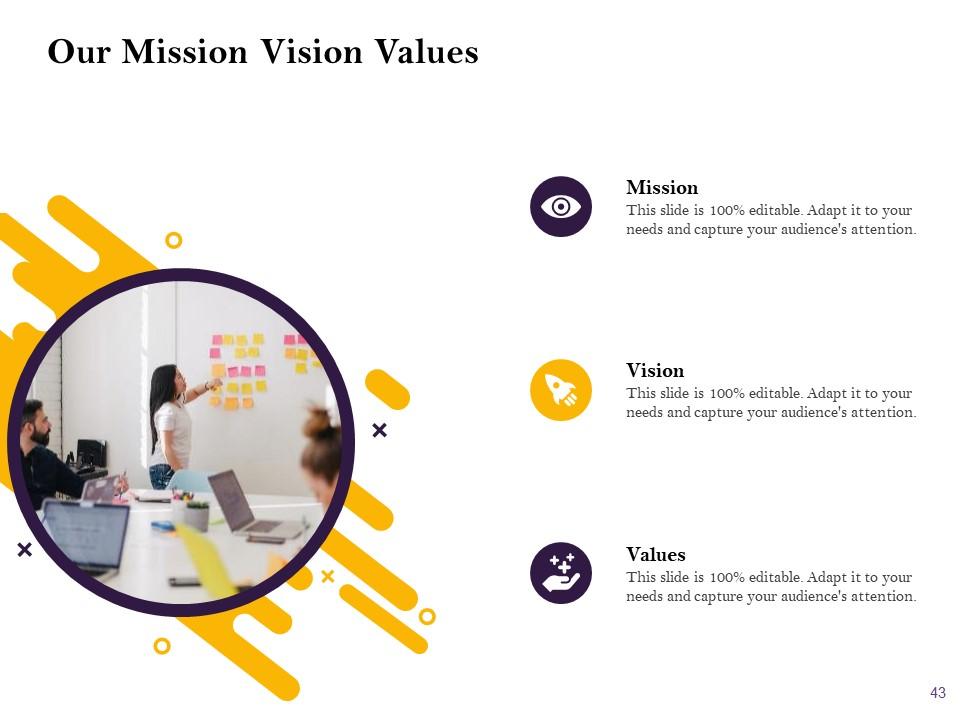 Our Mission Vision Values
Mission
This slide is 100% editable. Adapt it to your
needs and capture your audience's attention.
Vision
This slide is 100% editable. Adapt it to your
needs and capture your audience's attention.
Values
This slide is 100% editable. Adapt it to your
needs and capture your audience's attention.
43